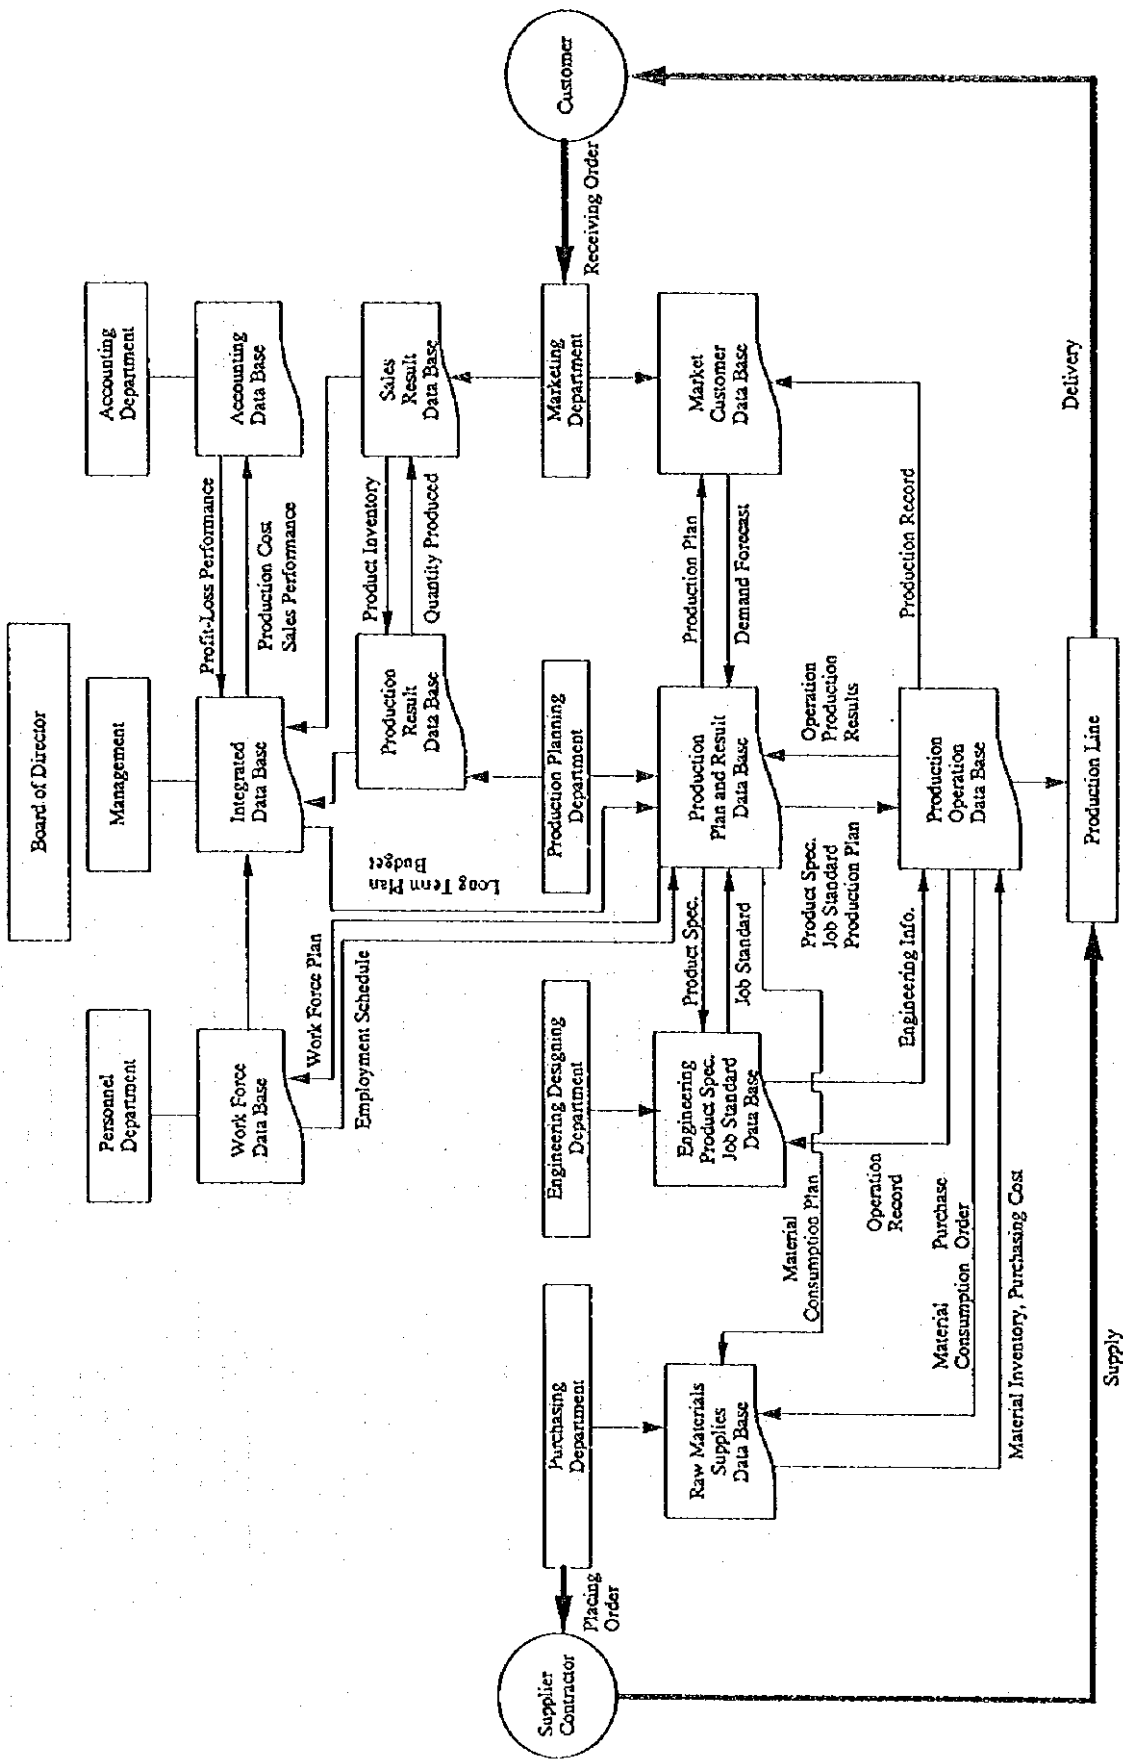 Board of Director
Personnel
Department
Management
Accounting
Department
Work Force
Data Base
Integrated
Data Base
Accounting
Data Base
Profit-Loss Performance
Production Cost
Sales Performance
Work Force Plan
Employment Schedule
Long Term Plan
Budget
Production
Result
Data Base
Product Inventory
Quantity Produced
Sales
Result
Data Base
Supplier
Contractor
Placing
Order
Purchasing
Department
Engineering Designing
Department
Production Planning
Department
Marketing
Department
Receiving Order
Customer
Raw Materials
Supplies
Data Base
Engineering
Product Spec.
Job Standard
Data Base
Product Spec.
Job Standard
Production
Plan and Result
Data Base
Production Plan
Demand Forecast
Market
Customer
Data Base
Material
Consumption Plan
Product Spec.
Job Standard
Production Plan
Operation
Production
Results
Operation
Record
Engineering Info.
Production
Operation
Data Base
Production Record
Material Purchase
Consumption Order
Material Inventory, Purchasing Cost
Supply
Production Line
Delivery